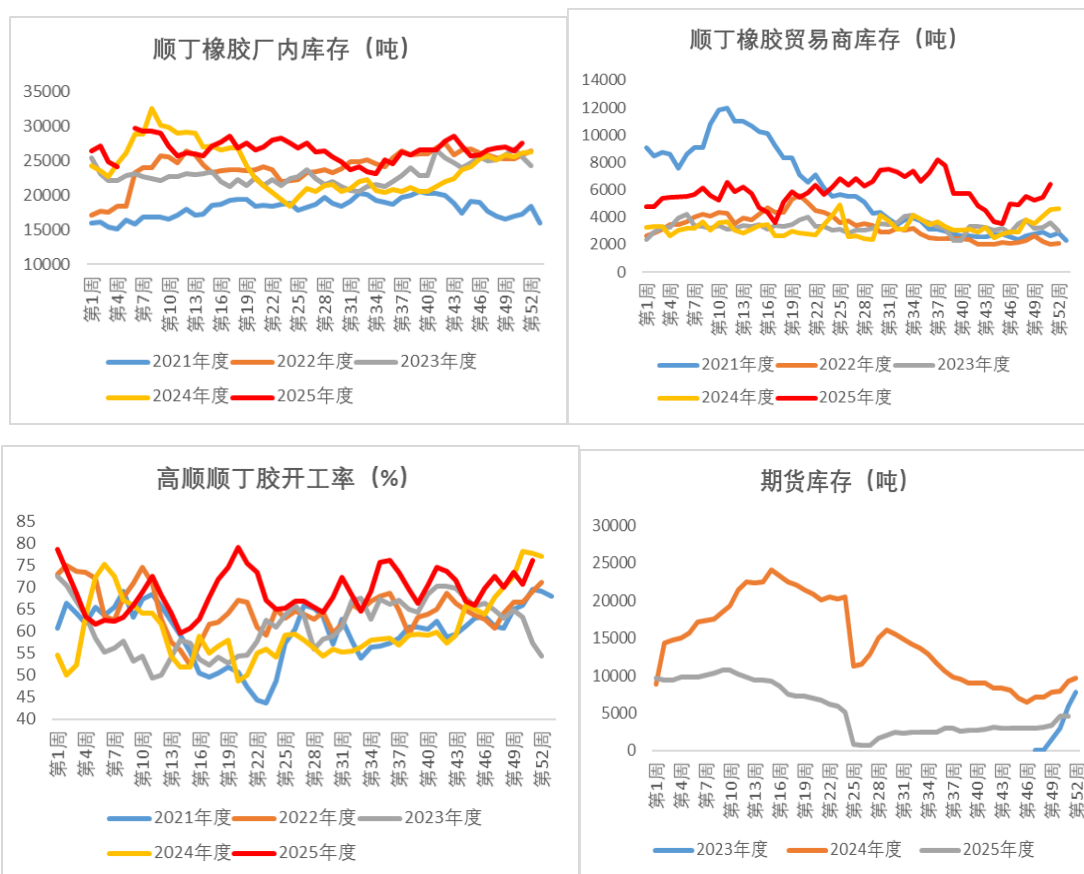 顺丁橡胶厂内库存（吨）
35000
30000
25000
20000
15000
10000
第1周 第4周 第7周 第10周 第13周 第16周 第19周 第22周 第25周 第28周 第31周 第34周 第37周 第40周 第43周 第46周 第49周 第52周
2021年度 2022年度 2023年度
2024年度 2025年度
顺丁橡胶贸易商库存（吨）
14000
12000
10000
8000
6000
4000
2000
0
第1周 第4周 第7周 第10周 第13周 第16周 第19周 第22周 第25周 第28周 第31周 第34周 第37周 第40周 第43周 第46周 第49周 第52周
2021年度 2022年度 2023年度
2024年度 2025年度
高顺顺丁胶开工率（%）
85
80
75
70
65
60
55
50
45
40
第1周 第4周 第7周 第10周 第13周 第16周 第19周 第22周 第25周 第28周 第31周 第34周 第37周 第40周 第43周 第46周 第49周 第52周
2021年度 2022年度 2023年度
2024年度 2025年度
期货库存（吨）
30000
25000
20000
15000
10000
5000
0
第1周 第4周 第7周 第10周 第13周 第16周 第19周 第22周 第25周 第28周 第31周 第34周 第37周 第40周 第43周 第46周 第49周 第52周
2023年度 2024年度 2025年度